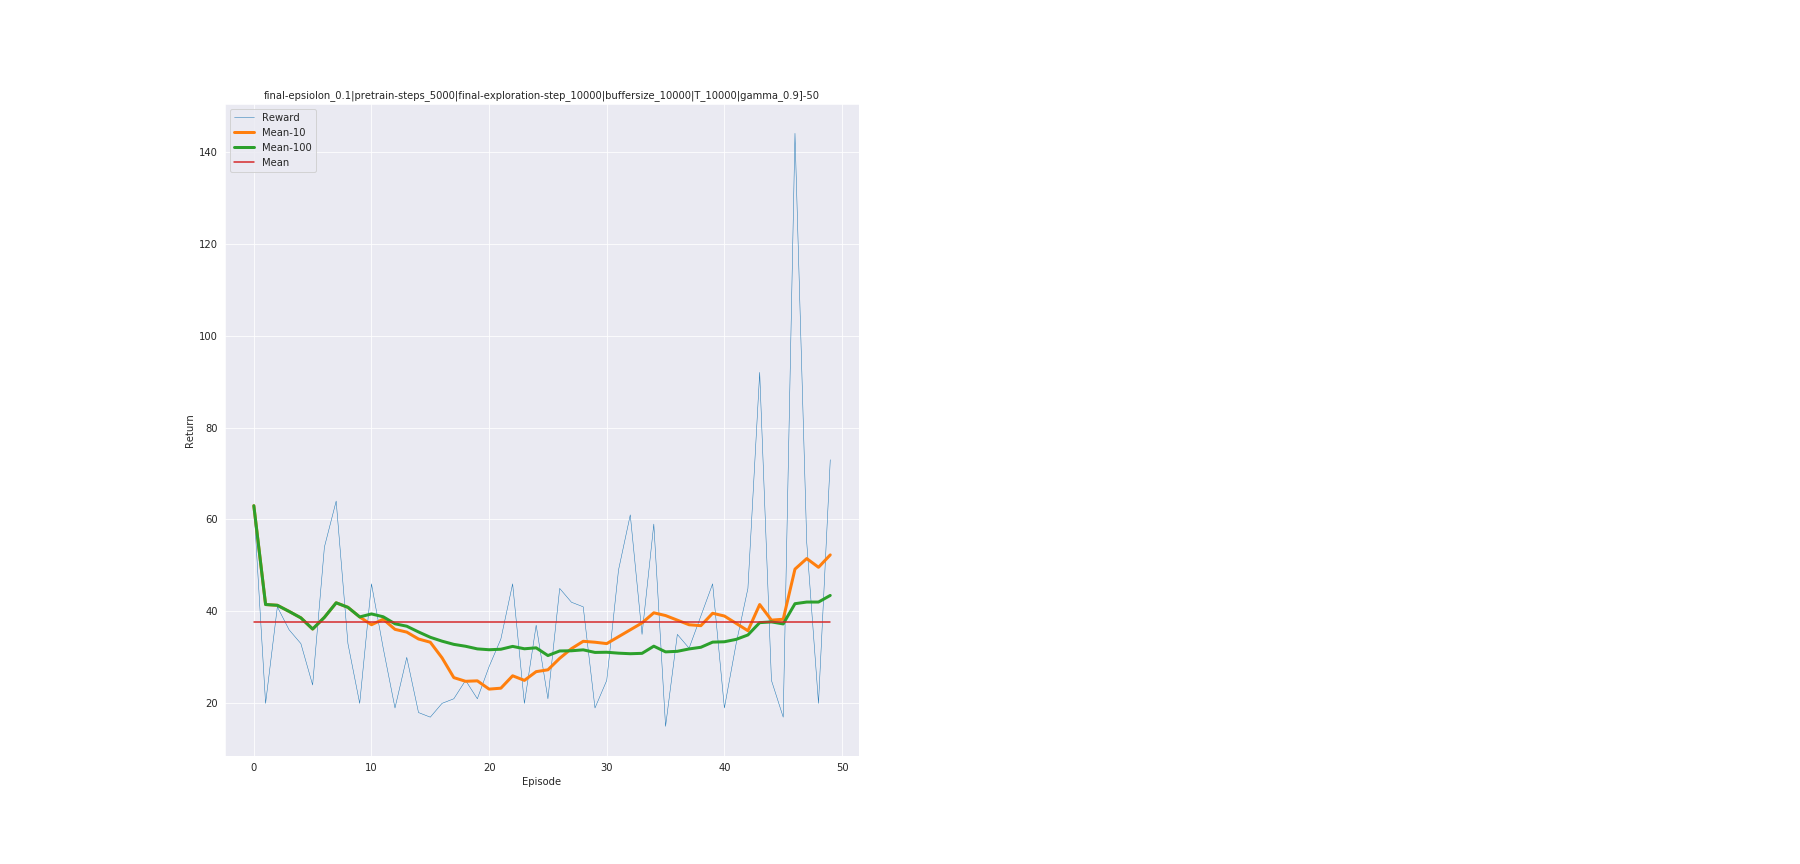 final-epsiolon_0.1|pretrain-steps_5000|final-exploration-step_10000|buffersize_10000|T_10000|gamma_0.9]-50
Reward
Mean-10
Mean-100
Mean
140
120
100
80
60
40
20
Return
0 10 20 30 40 50
Episode